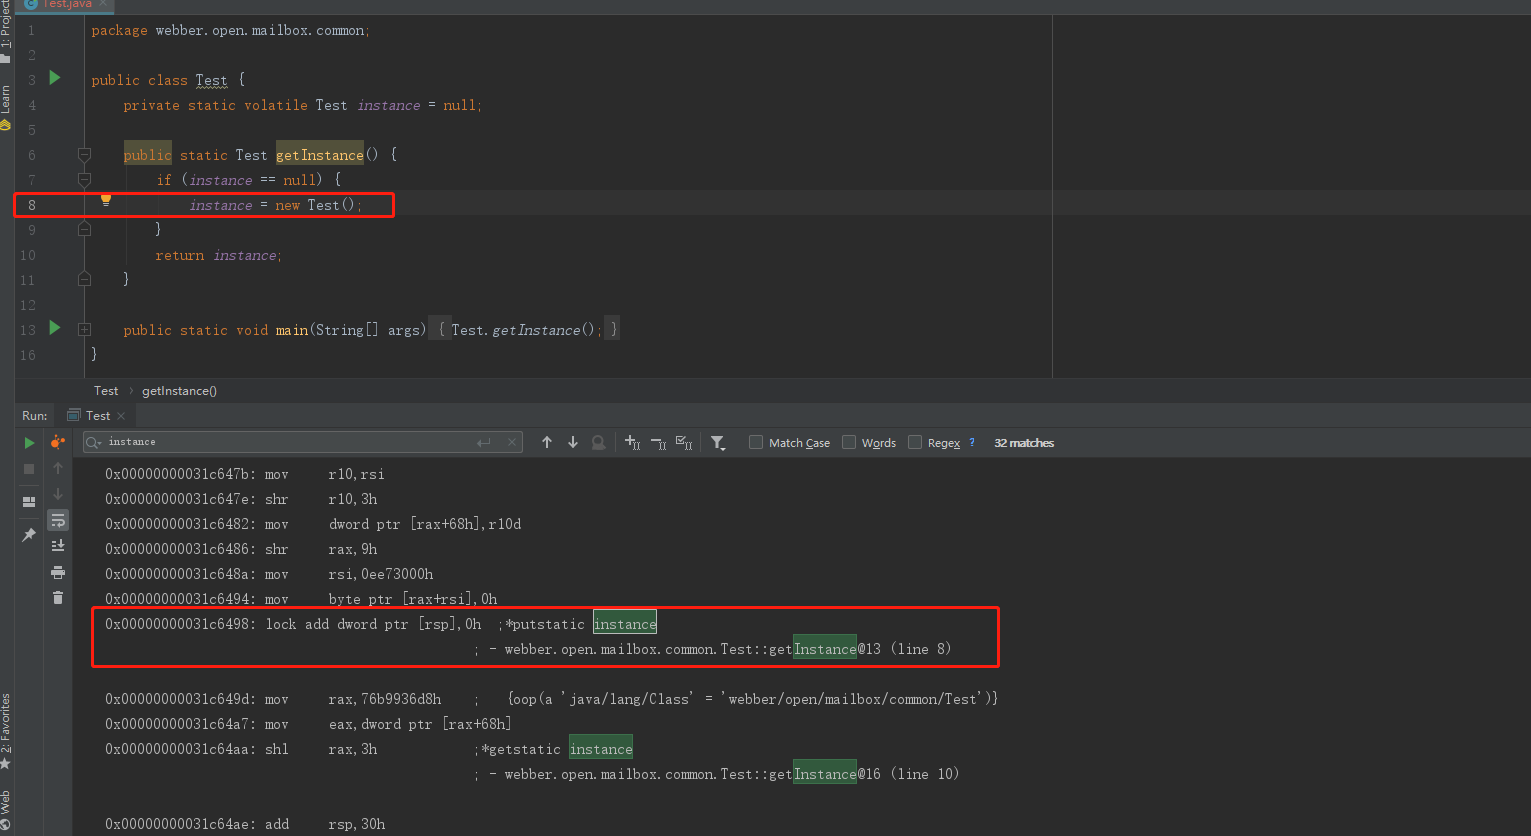 Test.java
1: Project
Learn
2: Favorites
Web
1 package webber.open.mailbox.common;
2
3 public class Test {
4 private static volatile Test instance = null;
5
6 public static Test getInstance() {
7 if (instance == null) {
8 instance = new Test();
9 }
10 return instance;
11 }
12
13 public static void main(String[] args) { Test.getInstance(); }
16 }
Test › getInstance()
Run: Test
instance Match Case Words Regex ? 32 matches
0x00000000031c647b: mov r10,rsi
0x00000000031c647e: shr r10,3h
0x00000000031c6482: mov dword ptr [rax+68h],r10d
0x00000000031c6486: shr rax,9h
0x00000000031c648a: mov rsi,0ee73000h
0x00000000031c6494: mov byte ptr [rax+rsi],0h
0x00000000031c6498: lock add dword ptr [rsp],0h ;*putstatic instance
; - webber.open.mailbox.common.Test::getInstance@13 (line 8)
0x00000000031c649d: mov rax,76b9936d8h ; {oop(a 'java/lang/Class' = 'webber/open/mailbox/common/Test')}
0x00000000031c64a7: mov eax,dword ptr [rax+68h]
0x00000000031c64aa: shl rax,3h ;*getstatic instance
; - webber.open.mailbox.common.Test::getInstance@16 (line 10)
0x00000000031c64ae: add rsp,30h